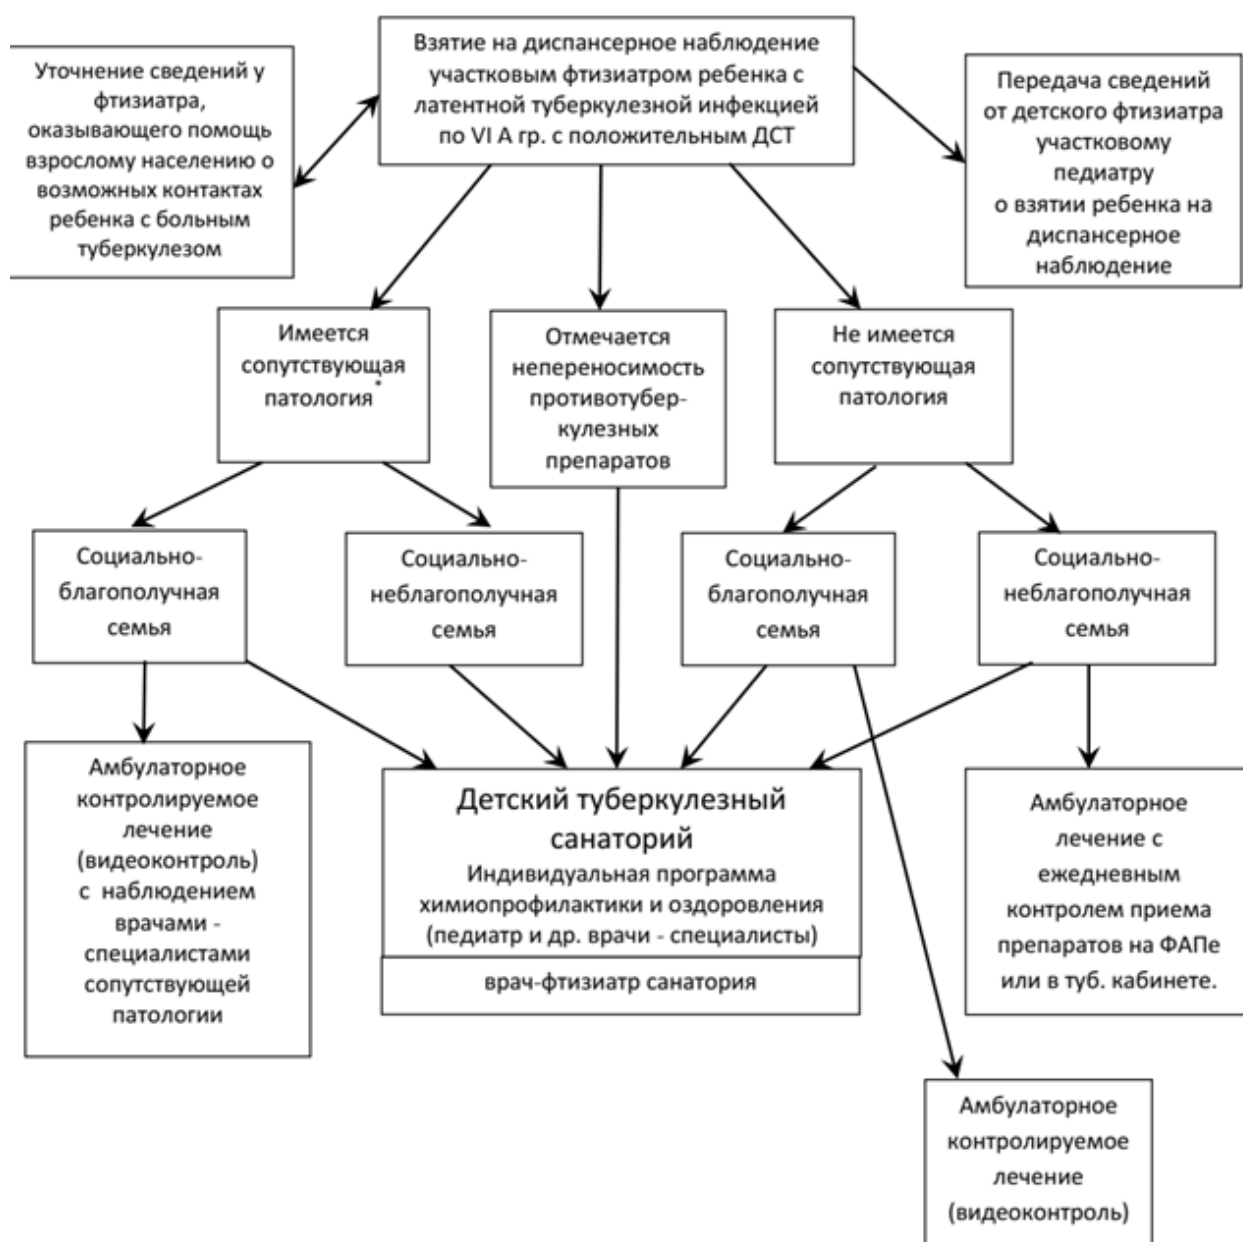 Взятие на диспансерное наблюдение
участковым фтизиатром ребенка с
латентной туберкулезной инфекцией
по VI А гр. с положительным ДСТ
Уточнение сведений у
фтизиатра,
оказывающего помощь
взрослому населению о
возможных контактах
ребенка с больным
туберкулезом
Передача сведений
от детского фтизиатра
участковому
педиатру
о взятии ребенка на
диспансерное
наблюдение
Имеется
сопутствующая
патология*
Отмечается
непереносимость
противотубер-
кулезных
препаратов
Не имеется
сопутствующая
патология
Социально-
благополучная
семья
Социально-
неблагополучная
семья
Социально-
благополучная
семья
Социально-
неблагополучная
семья
Амбулаторное
контролируемое
лечение
(видеоконтроль)
с наблюдением
врачами -
специалистами
сопутствующей
патологии
Детский туберкулезный
санаторий
Индивидуальная программа
химиопрофилактики и оздоровления
(педиатр и др. врачи - специалисты)
врач-фтизиатр санатория
Амбулаторное
лечение с
ежедневным
контролем приема
препаратов на ФАПе
или в туб. кабинете.
Амбулаторное
контролируемое
лечение
(видеоконтроль)